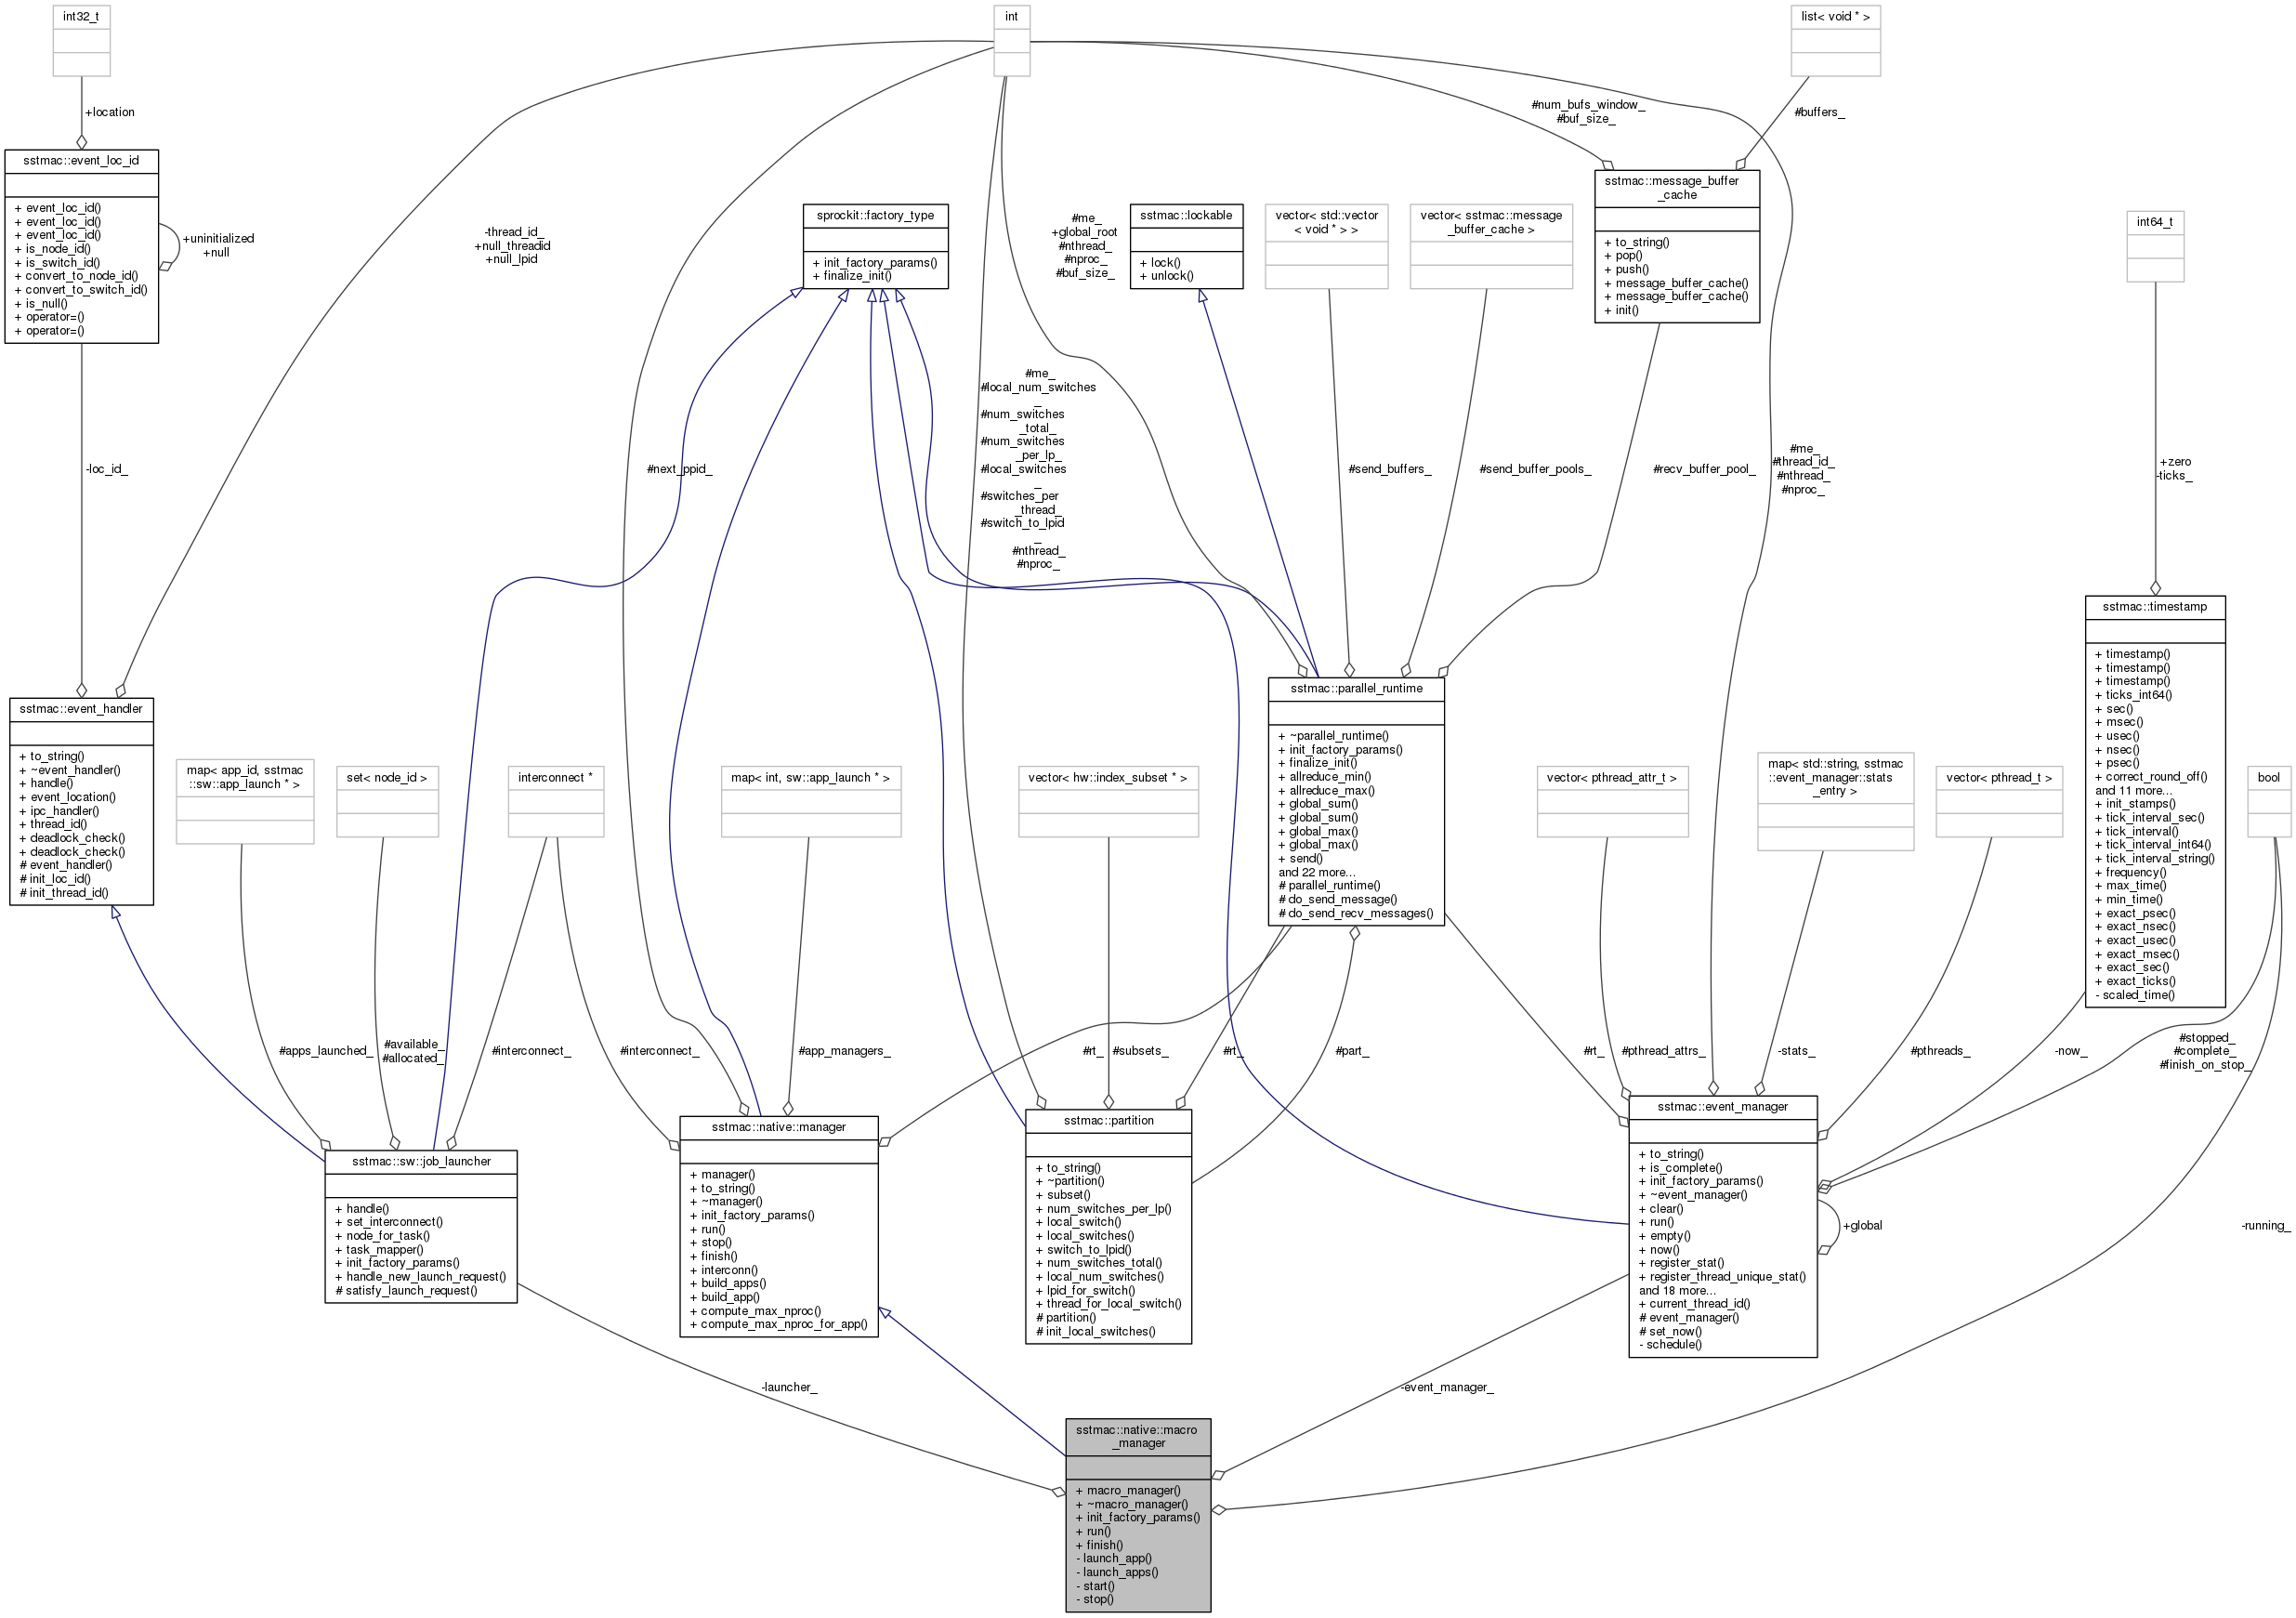 int32_t
int
list< void * >
+location
#num_bufs_window_
#buf_size_
#buffers_
sstmac::event_loc_id
+ event_loc_id()
+ event_loc_id()
+ event_loc_id()
+ is_node_id()
+ is_switch_id()
+ convert_to_node_id()
+ convert_to_switch_id()
+ is_null()
+ operator=()
+ operator=()
+uninitialized
+null
-thread_id_
+null_threadid
+null_lpid
sprockit::factory_type
+ init_factory_params()
+ finalize_init()
#me_
+global_root
#nthread_
#nproc_
#buf_size_
sstmac::lockable
+ lock()
+ unlock()
vector< std::vector
< void * > >
vector< sstmac::message
_buffer_cache >
sstmac::message_buffer
_cache
+ to_string()
+ pop()
+ push()
+ message_buffer_cache()
+ message_buffer_cache()
+ init()
int64_t
-loc_id_
#next_ppid_
#me_
#local_num_switches
_
#num_switches
_total_
#num_switches
_per_lp_
#local_switches
_
#switches_per
_thread_
#switch_to_lpid
_
#nthread_
#nproc_
#send_buffers_
#send_buffer_pools_
#recv_buffer_pool_
#me_
#thread_id_
#nthread_
#nproc_
+zero
-ticks_
sstmac::event_handler
+ to_string()
+ ~event_handler()
+ handle()
+ event_location()
+ ipc_handler()
+ thread_id()
+ deadlock_check()
+ deadlock_check()
# event_handler()
# init_loc_id()
# init_thread_id()
map< app_id, sstmac
::sw::app_launch * >
set< node_id >
interconnect *
map< int, sw::app_launch * >
vector< hw::index_subset * >
sstmac::parallel_runtime
+ ~parallel_runtime()
+ init_factory_params()
+ finalize_init()
+ allreduce_min()
+ allreduce_max()
+ global_sum()
+ global_sum()
+ global_max()
+ global_max()
+ send()
and 22 more...
# parallel_runtime()
# do_send_message()
# do_send_recv_messages()
vector< pthread_attr_t >
map< std::string, sstmac
::event_manager::stats
_entry >
vector< pthread_t >
sstmac::timestamp
+ timestamp()
+ timestamp()
+ timestamp()
+ ticks_int64()
+ sec()
+ msec()
+ usec()
+ nsec()
+ psec()
+ correct_round_off()
and 11 more...
+ init_stamps()
+ tick_interval_sec()
+ tick_interval()
+ tick_interval_int64()
+ tick_interval_string()
+ frequency()
+ max_time()
+ min_time()
+ exact_psec()
+ exact_nsec()
+ exact_usec()
+ exact_msec()
+ exact_sec()
+ exact_ticks()
- scaled_time()
bool
#apps_launched_
#available_
#allocated_
#interconnect_
#interconnect_
#app_managers_
#rt_
#subsets_
#rt_
#part_
#rt_
#pthread_attrs_
-stats_
#pthreads_
-now_
#stopped_
#complete_
#finish_on_stop_
sstmac::sw::job_launcher
+ handle()
+ set_interconnect()
+ node_for_task()
+ task_mapper()
+ init_factory_params()
+ handle_new_launch_request()
# satisfy_launch_request()
sstmac::native::manager
+ manager()
+ to_string()
+ ~manager()
+ init_factory_params()
+ run()
+ stop()
+ finish()
+ interconn()
+ build_apps()
+ build_app()
+ compute_max_nproc()
+ compute_max_nproc_for_app()
sstmac::partition
+ to_string()
+ ~partition()
+ subset()
+ num_switches_per_lp()
+ local_switch()
+ local_switches()
+ switch_to_lpid()
+ num_switches_total()
+ local_num_switches()
+ lpid_for_switch()
+ thread_for_local_switch()
# partition()
# init_local_switches()
sstmac::event_manager
+ to_string()
+ is_complete()
+ init_factory_params()
+ ~event_manager()
+ clear()
+ run()
+ empty()
+ now()
+ register_stat()
+ register_thread_unique_stat()
and 18 more...
+ current_thread_id()
# event_manager()
# set_now()
- schedule()
+global
-running_
-launcher_
-event_manager_
sstmac::native::macro
_manager
+ macro_manager()
+ ~macro_manager()
+ init_factory_params()
+ run()
+ finish()
- launch_app()
- launch_apps()
- start()
- stop()